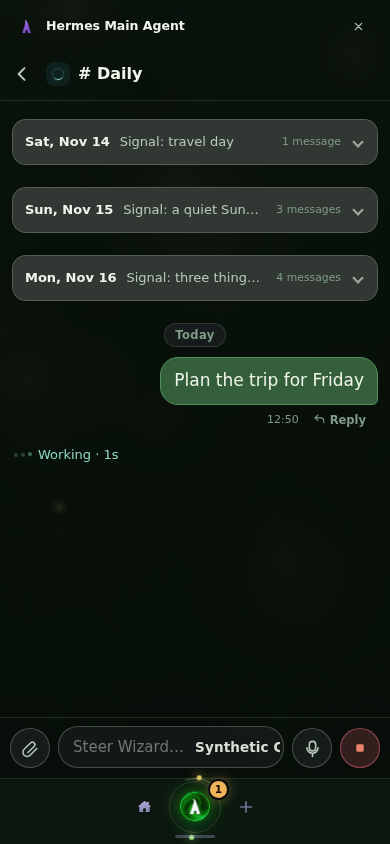 Hermes Main Agent
# Daily
Sat, Nov 14 Signal: travel day 1 message
Sun, Nov 15 Signal: a quiet Sun… 3 messages
Mon, Nov 16 Signal: three thing… 4 messages
Today
Plan the trip for Friday
12:50 Reply
Working · 1s
Steer Wizard… Synthetic
1